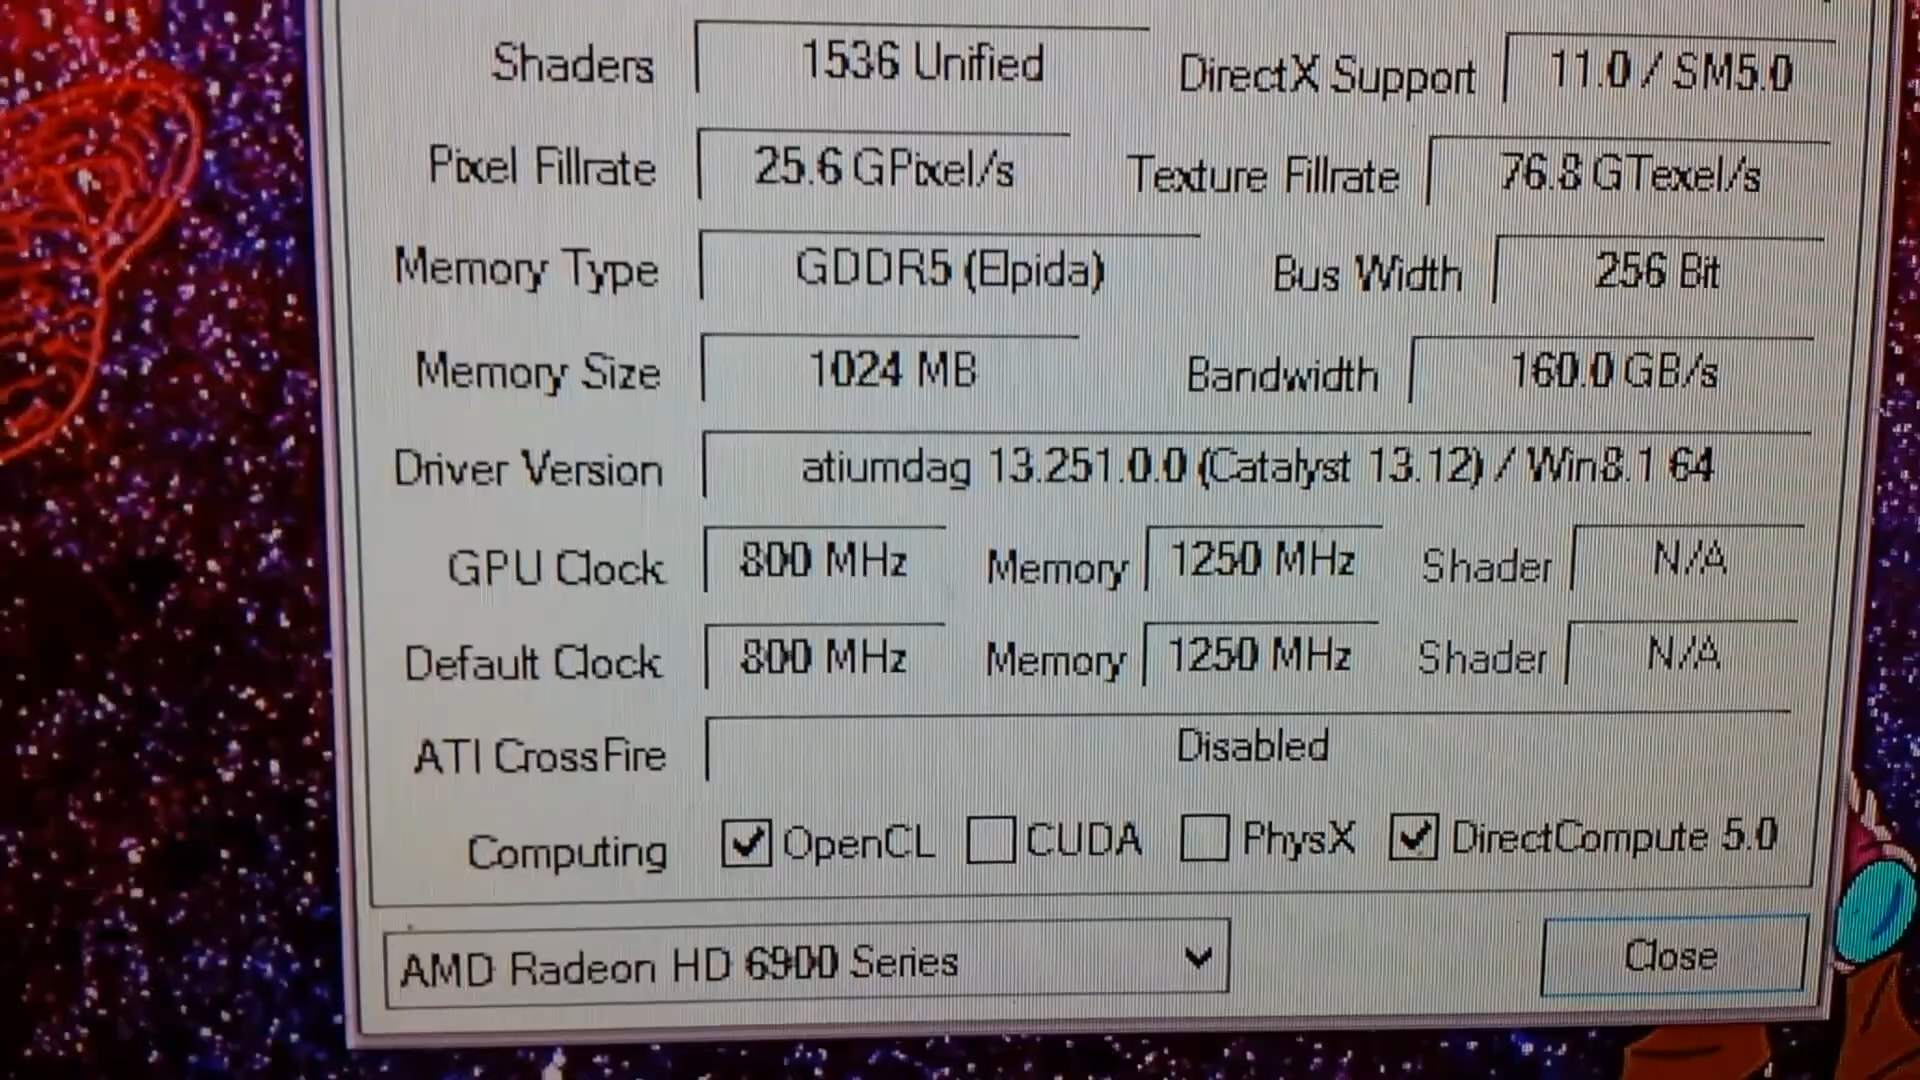 Shaders 1536 Unified DirectX Support 11.0 / SM5.0
Pixel Fillrate 25.6 GPixel/s Texture Fillrate 76.8 GTexel/s
Memory Type GDDR5 (Elpida) Bus Width 256 Bit
Memory Size 1024 MB Bandwidth 160.0 GB/s
Driver Version atiumdag 13.251.0.0 (Catalyst 13.12) / Win8.1 64
GPU Clock 800 MHz Memory 1250 MHz Shader N/A
Default Clock 800 MHz Memory 1250 MHz Shader N/A
ATI CrossFire Disabled
Computing OpenCL CUDA PhysX DirectCompute 5.0
AMD Radeon HD 6900 Series Close